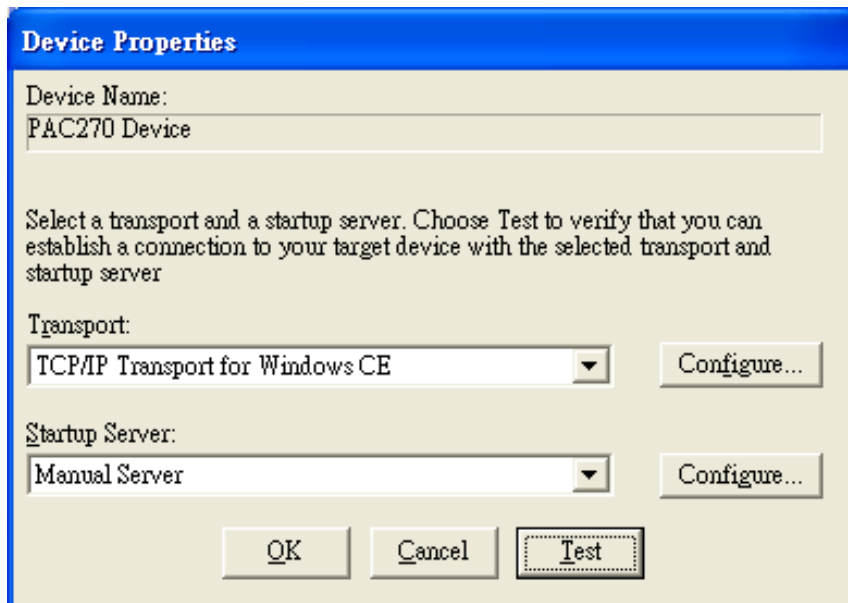 Device Properties
Device Name:
PAC270 Device
Select a transport and a startup server. Choose Test to verify that you can
establish a connection to your target device with the selected transport and
startup server
Transport:
TCP/IP Transport for Windows CE
Configure...
Startup Server:
Manual Server
Configure...
OK Cancel Test